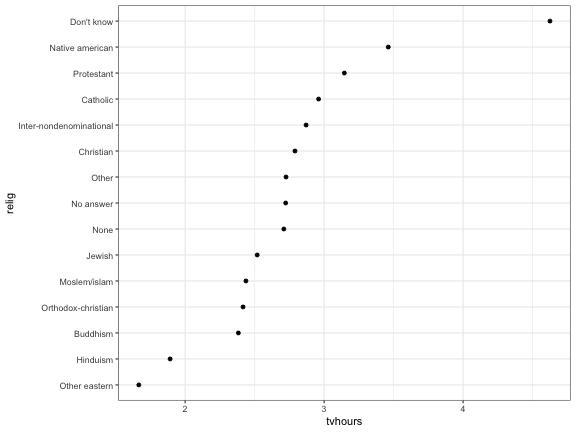 Don't know
Native american
Protestant
Catholic
Inter-nondenominational
Christian
Other
No answer
None
Jewish
Moslem/islam
Orthodox-christian
Buddhism
Hinduism
Other eastern
relig
2 3 4
tvhours